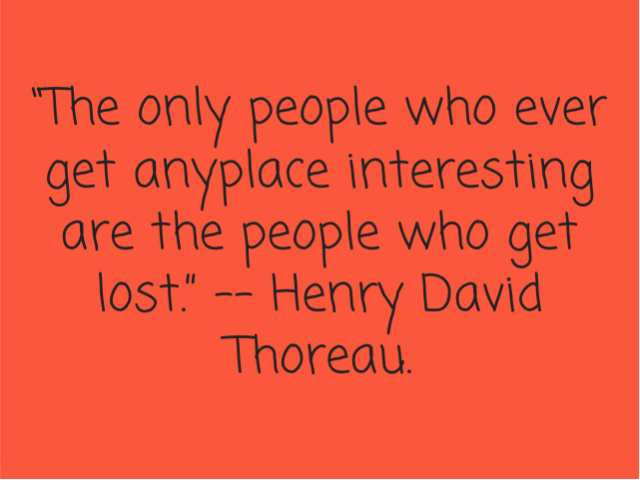 "The only people who ever
get anyplace interesting
are the people who get
lost." -- Henry David
Thoreau.